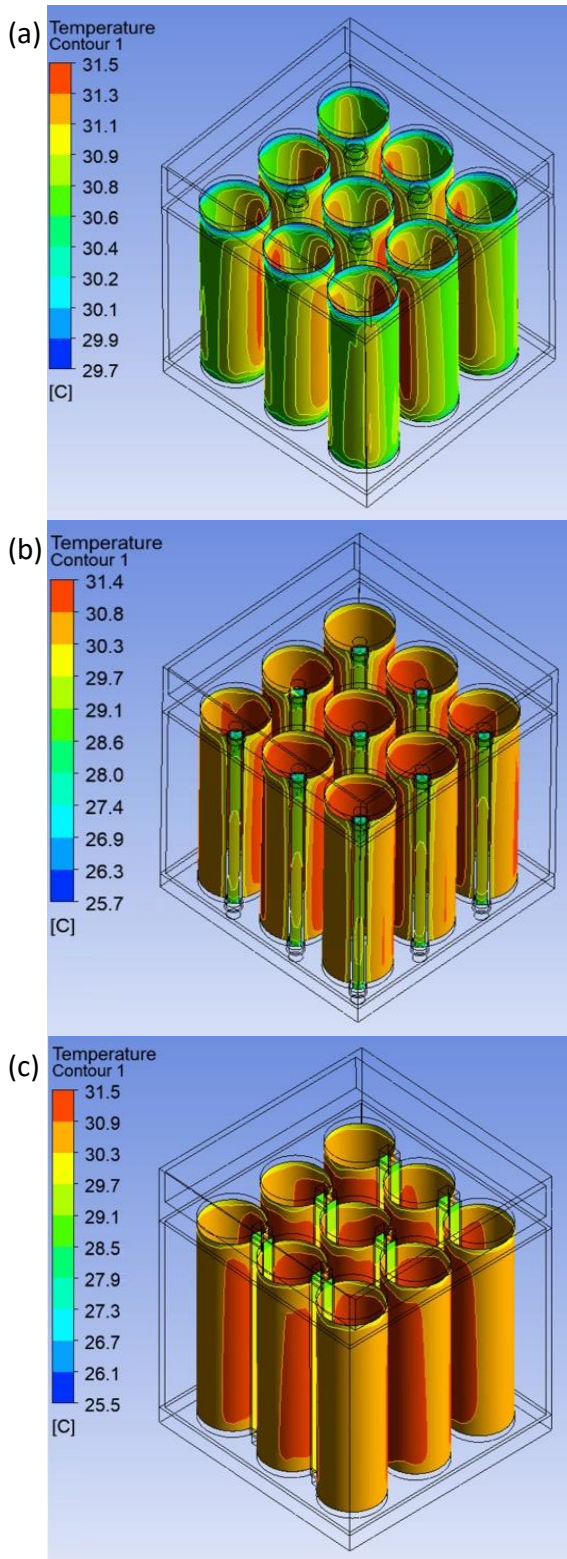 (a)
Temperature
Contour 1
31.5
31.3
31.1
30.9
30.8
30.6
30.4
30.2
30.1
29.9
29.7
[C]
(b)
Temperature
Contour 1
31.4
30.8
30.3
29.7
29.1
28.6
28.0
27.4
26.9
26.3
25.7
[C]
(c)
Temperature
Contour 1
31.5
30.9
30.3
29.7
29.1
28.5
27.9
27.3
26.7
26.1
25.5
[C]